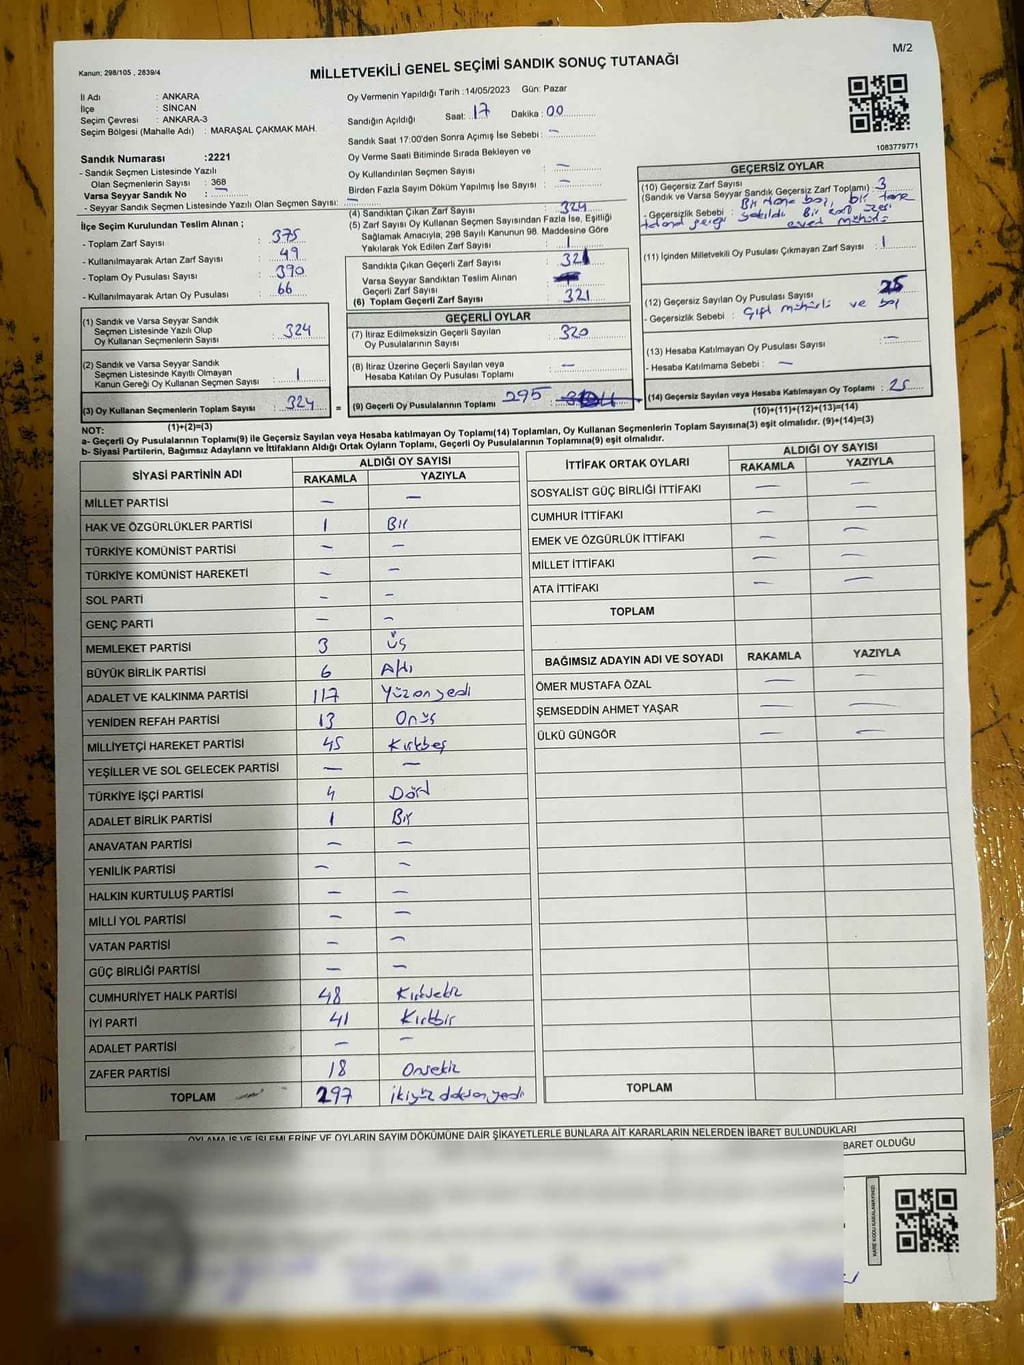 Kanun; 298/105 , 2839/4
M/2
MİLLETVEKİLİ GENEL SEÇİMİ SANDIK SONUÇ TUTANAĞI
İl Adı : ANKARA
İlçe : SİNCAN
Seçim Çevresi : ANKARA-3
Seçim Bölgesi (Mahalle Adı) : MARAŞAL ÇAKMAK MAH.
Sandık Numarası :2221
- Sandık Seçmen Listesinde Yazılı
Olan Seçmenlerin Sayısı : 368
Varsa Seyyar Sandık No : —
- Seyyar Sandık Seçmen Listesinde Yazılı Olan Seçmen Sayısı: —
Oy Vermenin Yapıldığı Tarih :14/05/2023 Gün: Pazar
Sandığın Açıldığı Saat: 17 Dakika : 00
Sandık Saat 17:00'den Sonra Açımış İse Sebebi : —
Oy Verme Saati Bitiminde Sırada Bekleyen ve
Oy Kullandırılan Seçmen Sayısı : —
Birden Fazla Sayım Döküm Yapılmış İse Sayısı : —
1083779771
İlçe Seçim Kurulundan Teslim Alınan ;
- Toplam Zarf Sayısı : 375
- Kullanılmayarak Artan Zarf Sayısı : 49
- Toplam Oy Pusulası Sayısı : 390
- Kullanılmayarak Artan Oy Pusulası : 66
(1) Sandık ve Varsa Seyyar Sandık
Seçmen Listesinde Yazılı Olup
Oy Kullanan Seçmenlerin Sayısı : 324
(2) Sandık ve Varsa Seyyar Sandık
Seçmen Listesinde Kayıtlı Olmayan
Kanun Gereği Oy Kullanan Seçmen Sayısı : 1
(3) Oy Kullanan Seçmenlerin Toplam Sayısı : 324 =
(1)+(2)=(3)
(4) Sandıktan Çıkan Zarf Sayısı : 324
(5) Zarf Sayısı Oy Kullanan Seçmen Sayısından Fazla İse, Eşitliği
Sağlamak Amacıyla, 298 Sayılı Kanunun 98. Maddesine Göre
Yakılarak Yok Edilen Zarf Sayısı : 1
Sandıkta Çıkan Geçerli Zarf Sayısı : 321
Varsa Seyyar Sandıktan Teslim Alınan
Geçerli Zarf Sayısı :
(6) Toplam Geçerli Zarf Sayısı : 321
GEÇERLİ OYLAR
(7) İtiraz Edilmeksizin Geçerli Sayılan
Oy Pusulalarının Sayısı : 320
(8) İtiraz Üzerine Geçerli Sayılan veya
Hesaba Katılan Oy Pusulası Toplamı : —
(9) Geçerli Oy Pusulalarının Toplamı 295 :
GEÇERSİZ OYLAR
(10) Geçersiz Zarf Sayısı
(Sandık ve Varsa Seyyar Sandık Geçersiz Zarf Toplamı) : 3
- Geçersizlik Sebebi : Bir tane boş, bir tane
(11) İçinden Milletvekili Oy Pusulası Çıkmayan Zarf Sayısı : 1
(12) Geçersiz Sayılan Oy Pusulası Sayısı : 25
- Geçersizlik Sebebi : Çift mühürlü ve boş
(13) Hesaba Katılmayan Oy Pusulası Sayısı : —
- Hesaba Katılmama Sebebi : —
(14) Geçersiz Sayılan veya Hesaba Katılmayan Oy Toplamı : 25
(10)+(11)+(12)+(13)=(14)
NOT:
a- Geçerli Oy Pusulalarının Toplamı(9) ile Geçersiz Sayılan veya Hesaba katılmayan Oy Toplamı(14) Toplamları, Oy Kullanan Seçmenlerin Toplam Sayısına(3) eşit olmalıdır. (9)+(14)=(3)
b- Siyasi Partilerin, Bağımsız Adayların ve İttifakların Aldığı Ortak Oyların Toplamı, Geçerli Oy Pusulalarının Toplamına(9) eşit olmalıdır.
SİYASİ PARTİNİN ADI ALDIĞI OY SAYISI
RAKAMLA YAZIYLA
MİLLET PARTİSİ — —
HAK VE ÖZGÜRLÜKLER PARTİSİ 1 Bir
TÜRKİYE KOMÜNİST PARTİSİ — —
TÜRKİYE KOMÜNİST HAREKETİ — —
SOL PARTİ — —
GENÇ PARTİ — —
MEMLEKET PARTİSİ 3 Üç
BÜYÜK BİRLİK PARTİSİ 6 Altı
ADALET VE KALKINMA PARTİSİ 117 Yüzonyedi
YENİDEN REFAH PARTİSİ 13 Onüç
MİLLİYETÇİ HAREKET PARTİSİ 45 Kırkbeş
YEŞİLLER VE SOL GELECEK PARTİSİ — —
TÜRKİYE İŞÇİ PARTİSİ 4 Dört
ADALET BİRLİK PARTİSİ 1 Bir
ANAVATAN PARTİSİ — —
YENİLİK PARTİSİ — —
HALKIN KURTULUŞ PARTİSİ — —
MİLLİ YOL PARTİSİ — —
VATAN PARTİSİ — —
GÜÇ BİRLİĞİ PARTİSİ — —
CUMHURİYET HALK PARTİSİ 48 Kırksekiz
İYİ PARTİ 41 Kırkbir
ADALET PARTİSİ — —
ZAFER PARTİSİ 18 Onsekiz
TOPLAM 297 ikiyüz doksan yedi
İTTİFAK ORTAK OYLARI ALDIĞI OY SAYISI
RAKAMLA YAZIYLA
SOSYALİST GÜÇ BİRLİĞİ İTTİFAKI — —
CUMHUR İTTİFAKI — —
EMEK VE ÖZGÜRLÜK İTTİFAKI — —
MİLLET İTTİFAKI — —
ATA İTTİFAKI — —
TOPLAM
BAĞIMSIZ ADAYIN ADI VE SOYADI RAKAMLA YAZIYLA
ÖMER MUSTAFA ÖZAL — —
ŞEMSEDDİN AHMET YAŞAR — —
ÜLKÜ GÜNGÖR — —
TOPLAM
OYLAMA İŞ VE İŞLEMLERİNE VE OYLARIN SAYIM DÖKÜMÜNE DAİR ŞİKAYETLERLE BUNLARA AİT KARARLARIN NELERDEN İBARET BULUNDUKLARI
BARET OLDUĞU
KARE KODU KARALAMAYINIZ!